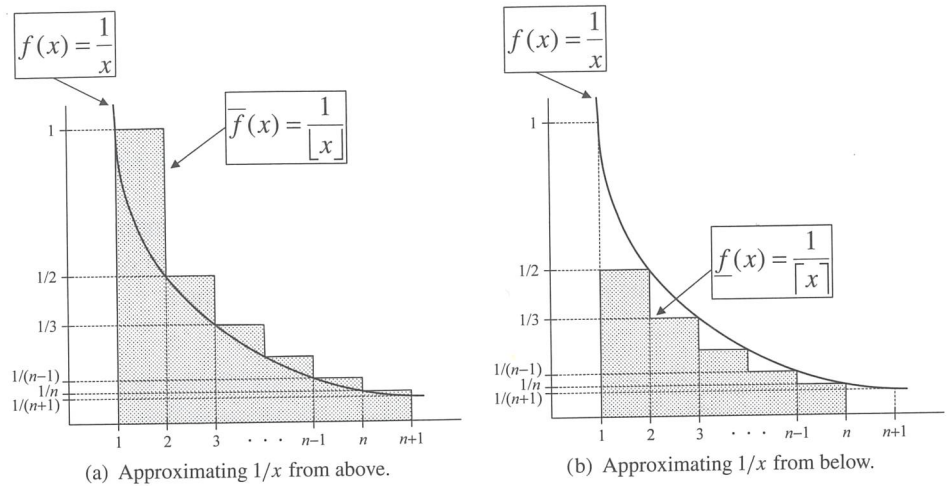 f(x) = 1/x
f̅(x) = 1/⌊x⌋
1
1/2
1/3
1/(n−1)
1/n
1/(n+1)
1 2 3 · · · n−1 n n+1
(a) Approximating 1/x from above.
f(x) = 1/x
f̲(x) = 1/⌈x⌉
1
1/2
1/3
1/(n−1)
1/n
1/(n+1)
1 2 3 · · · n−1 n n+1
(b) Approximating 1/x from below.